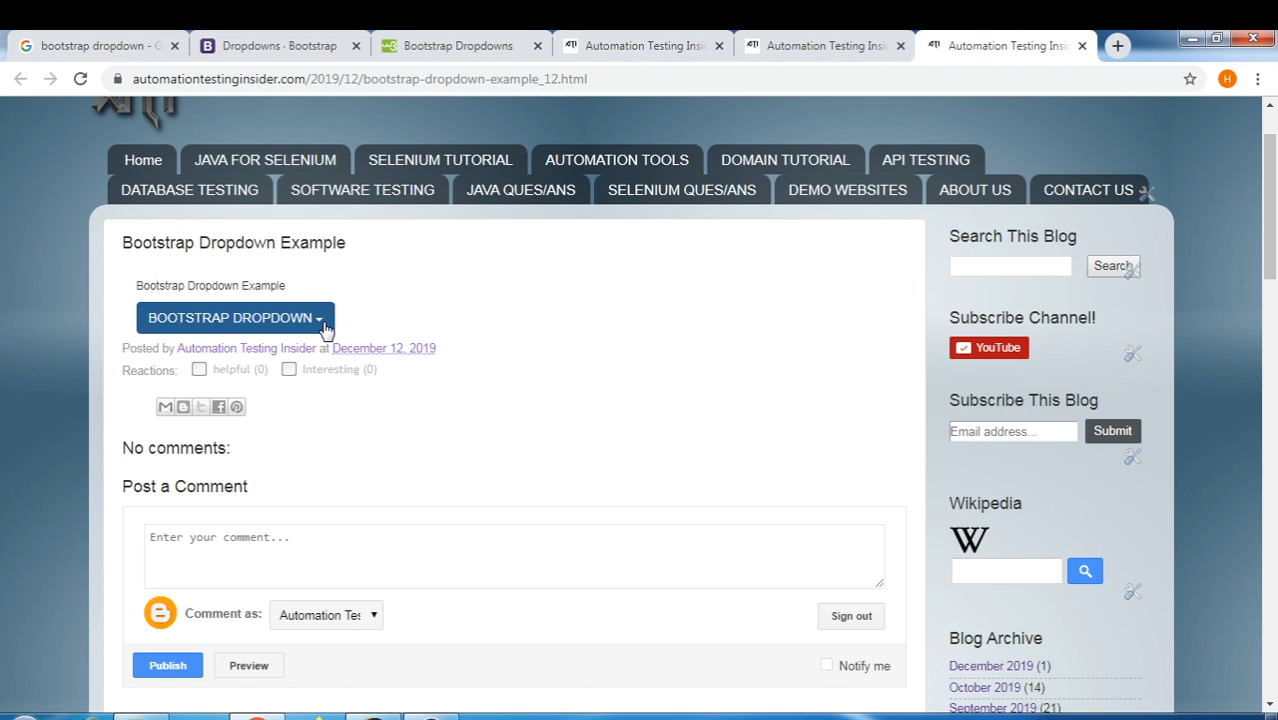 bootstrap dropdown - G
Dropdowns · Bootstrap
Bootstrap Dropdowns
Automation Testing Insi
Automation Testing Insi
Automation Testing Insi
automationtestinginsider.com/2019/12/bootstrap-dropdown-example_12.html
H
ATI
Home
JAVA FOR SELENIUM
SELENIUM TUTORIAL
AUTOMATION TOOLS
DOMAIN TUTORIAL
API TESTING
DATABASE TESTING
SOFTWARE TESTING
JAVA QUES/ANS
SELENIUM QUES/ANS
DEMO WEBSITES
ABOUT US
CONTACT US
Bootstrap Dropdown Example
Bootstrap Dropdown Example
BOOTSTRAP DROPDOWN
Posted by Automation Testing Insider at December 12, 2019
Reactions: helpful (0) Interesting (0)
No comments:
Post a Comment
Enter your comment...
Comment as: Automation Tes
Sign out
Publish
Preview
Notify me
Search This Blog
Search
Subscribe Channel!
YouTube
Subscribe This Blog
Email address...
Submit
Wikipedia
W
Blog Archive
December 2019 (1)
October 2019 (14)
September 2019 (21)